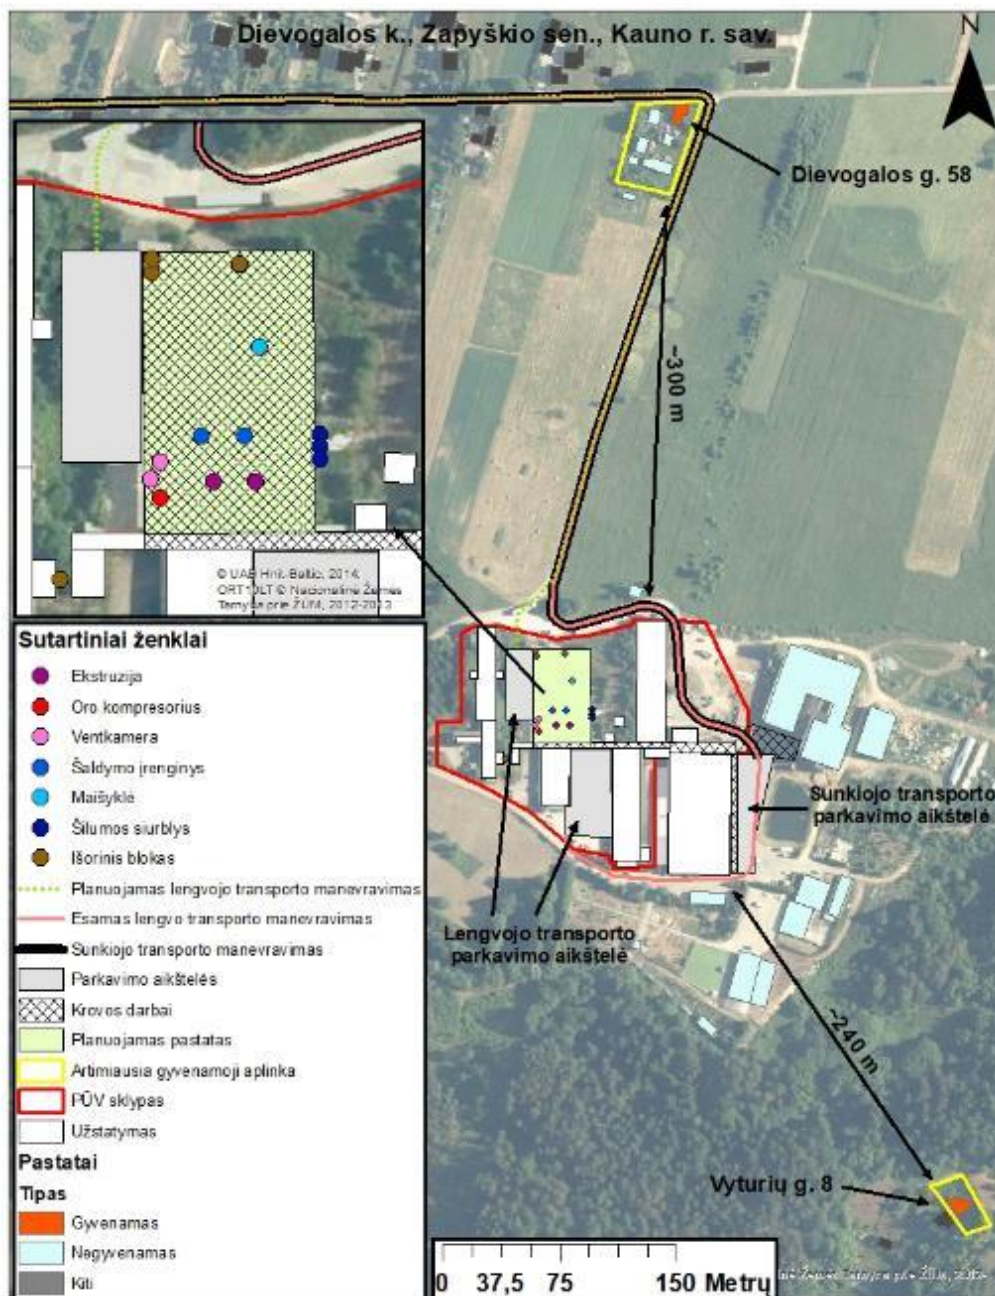 Dievogalos k., Zapyškio sen., Kauno r. sav.
N
Dievogalos g. 58
~300 m
© UAB Hnit-Baltic, 2014,
ORT10LT © Nacionalinė Žemės
Tarnyba prie ŽŪM, 2012-2013
Sutartiniai ženklai
Ekstruzija
Oro kompresorius
Ventkamera
Šaldymo įrenginys
Maišyklė
Šilumos siurblys
Išorinis blokas
Planuojamas lengvojo transporto manevravimas
Esamas lengvo transporto manevravimas
Sunkiojo transporto manevravimas
Parkavimo aikštelės
Krovos darbai
Planuojamas pastatas
Artimiausia gyvenamoji aplinka
PŪV sklypas
Užstatymas
Pastatai
Tipas
Gyvenamas
Negyvenamas
Kiti
Sunkiojo transporto
parkavimo aikštelė
Lengvojo transporto
parkavimo aikštelė
~240 m
Vyturių g. 8
0 37,5 75 150 Metrų